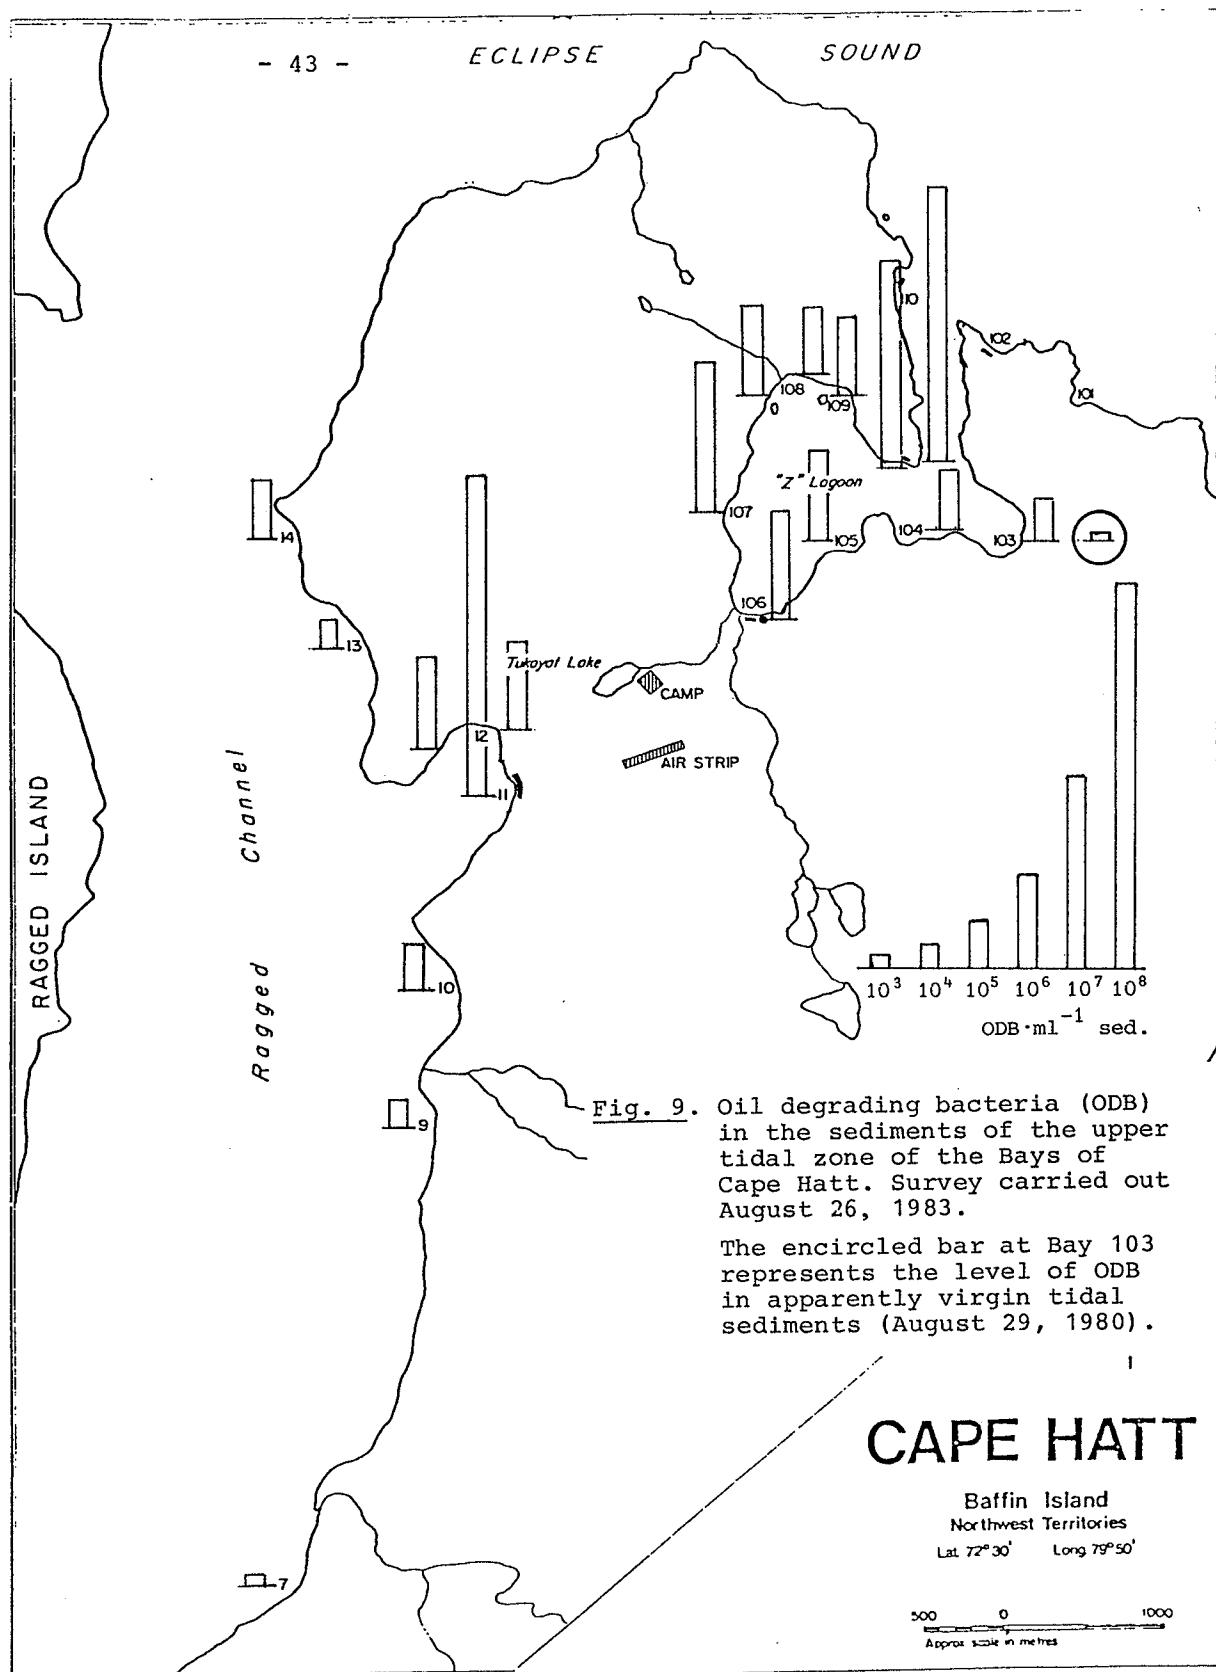 - 43 -
ECLIPSE SOUND
10
102
101
108
109
"Z" Lagoon
107
104
103
105
14
106
13
Tukayat Lake
CAMP
12
AIR STRIP
11
RAGGED ISLAND
Ragged Channel
10
10³ 10⁴ 10⁵ 10⁶ 10⁷ 10⁸
ODB·ml⁻¹ sed.
9
Fig. 9. Oil degrading bacteria (ODB)
in the sediments of the upper
tidal zone of the Bays of
Cape Hatt. Survey carried out
August 26, 1983.
The encircled bar at Bay 103
represents the level of ODB
in apparently virgin tidal
sediments (August 29, 1980).
CAPE HATT
Baffin Island
Northwest Territories
Lat. 72°30' Long. 79°50'
7
500 0 1000
Approx scale in metres